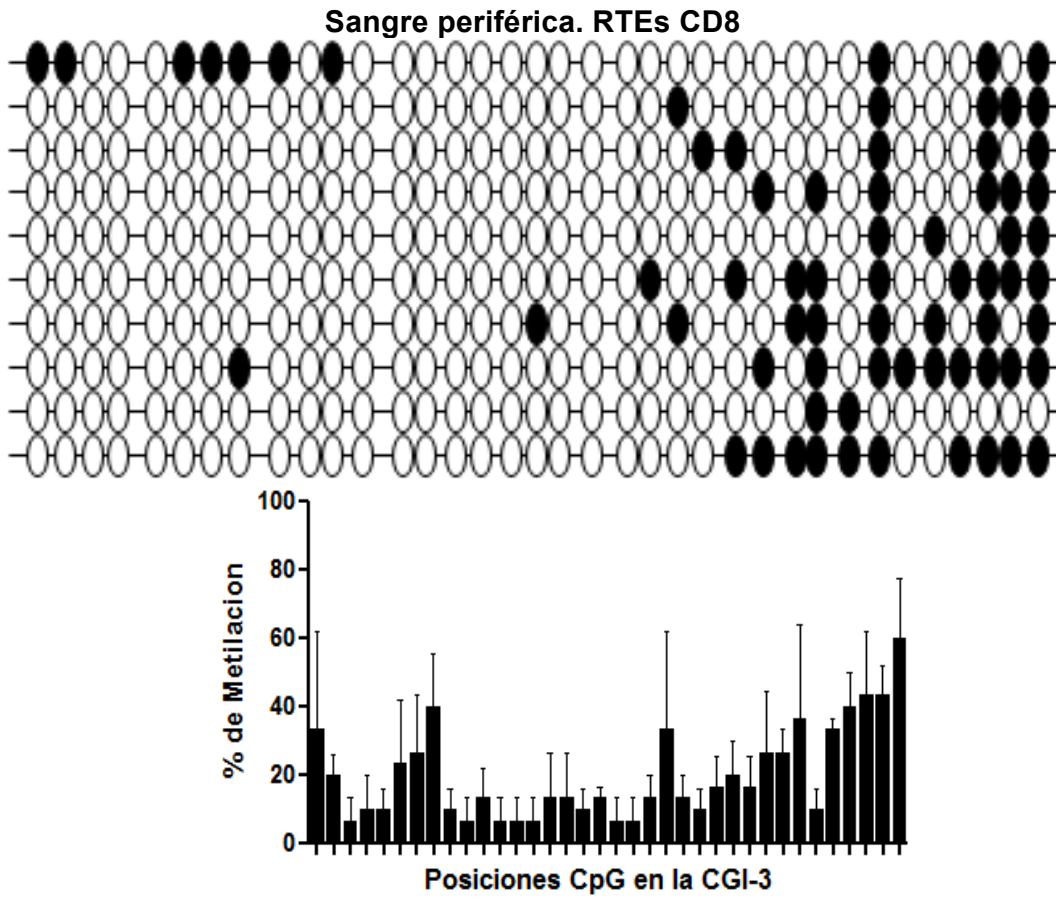 Sangre periférica. RTEs CD8
100
80
60
40
20
0
% de Metilacion
Posiciones CpG en la CGI-3